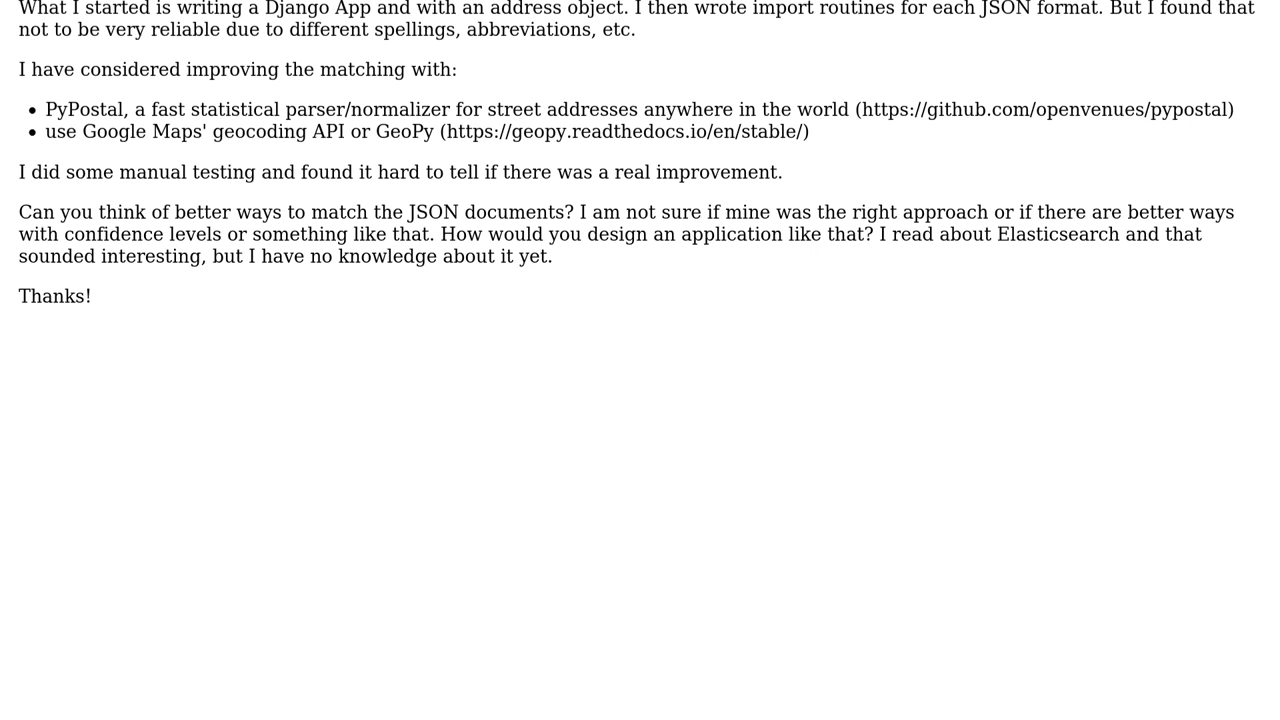 What I started is writing a Django App and with an address object. I then wrote import routines for each JSON format. But I found that
not to be very reliable due to different spellings, abbreviations, etc.
I have considered improving the matching with:
• PyPostal, a fast statistical parser/normalizer for street addresses anywhere in the world (https://github.com/openvenues/pypostal)
• use Google Maps' geocoding API or GeoPy (https://geopy.readthedocs.io/en/stable/)
I did some manual testing and found it hard to tell if there was a real improvement.
Can you think of better ways to match the JSON documents? I am not sure if mine was the right approach or if there are better ways
with confidence levels or something like that. How would you design an application like that? I read about Elasticsearch and that
sounded interesting, but I have no knowledge about it yet.
Thanks!